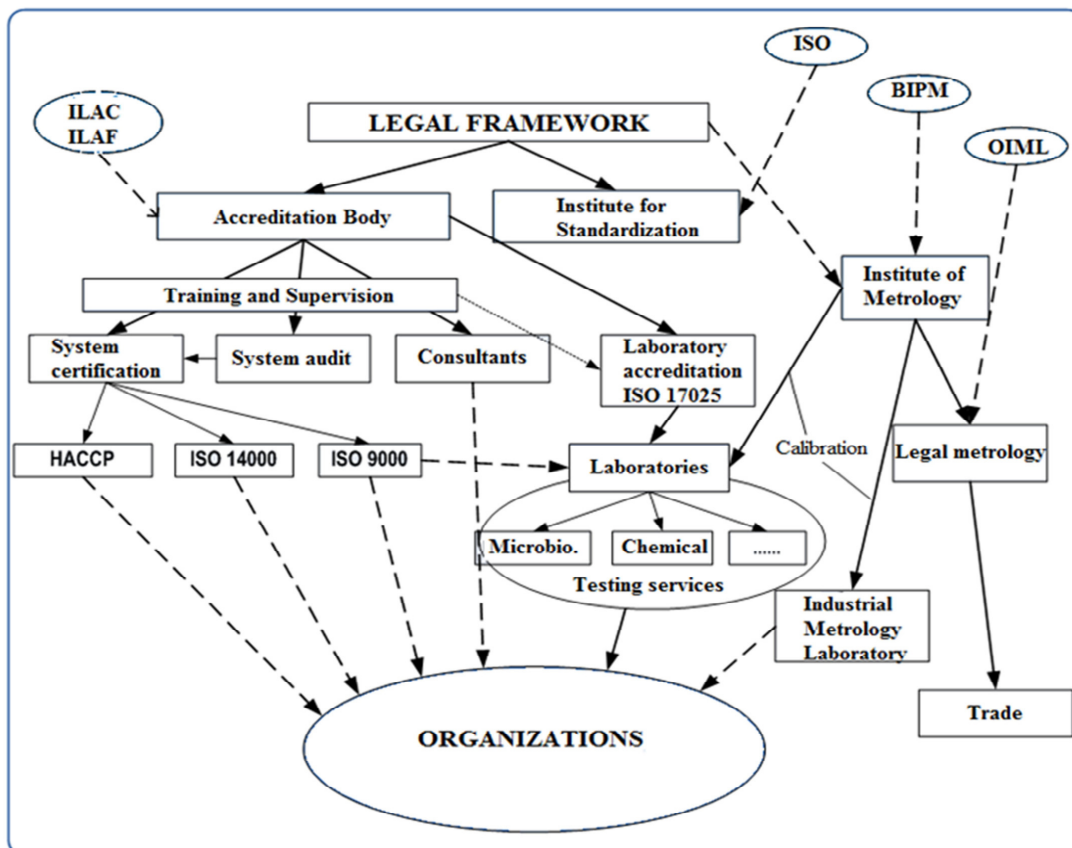 ISO
BIPM
ILAC
ILAF
LEGAL FRAMEWORK
OIML
Accreditation Body
Institute for
Standardization
Institute of
Metrology
Training and Supervision
System
certification
System audit
Consultants
Laboratory
accreditation
ISO 17025
HACCP
ISO 14000
ISO 9000
Laboratories
Calibration
Legal metrology
Microbio.
Chemical
......
Testing services
Industrial
Metrology
Laboratory
Trade
ORGANIZATIONS